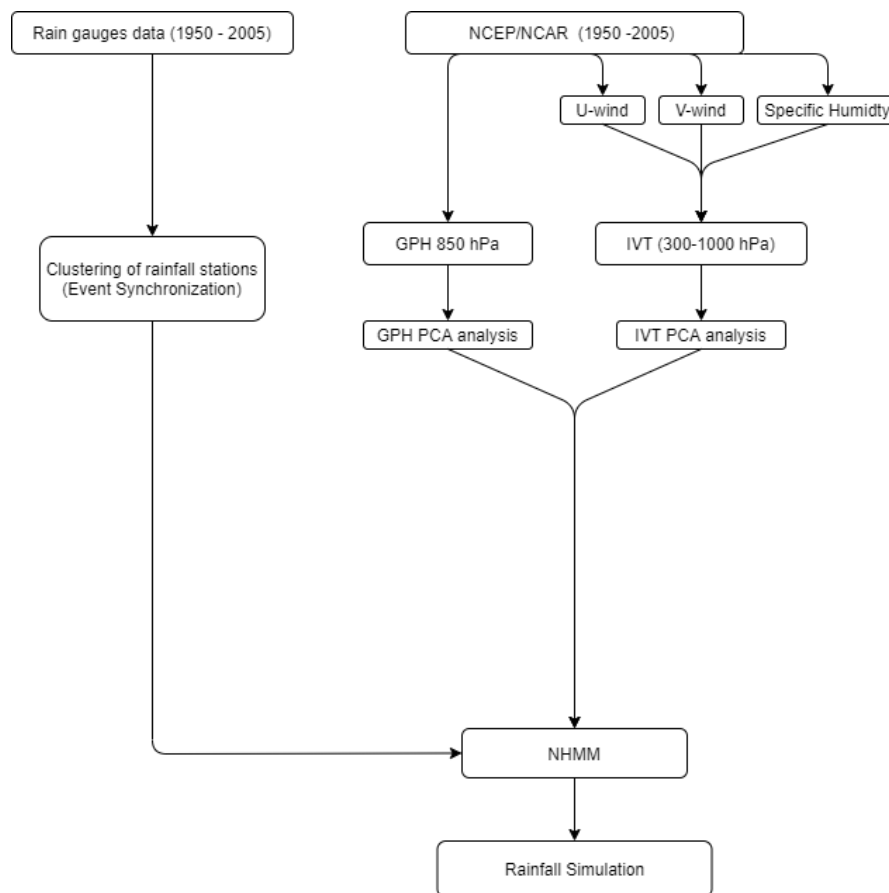 Rain gauges data (1950 - 2005)
NCEP/NCAR (1950 -2005)
U-wind
V-wind
Specific Humidty
Clustering of rainfall stations
(Event Synchronization)
GPH 850 hPa
IVT (300-1000 hPa)
GPH PCA analysis
IVT PCA analysis
NHMM
Rainfall Simulation